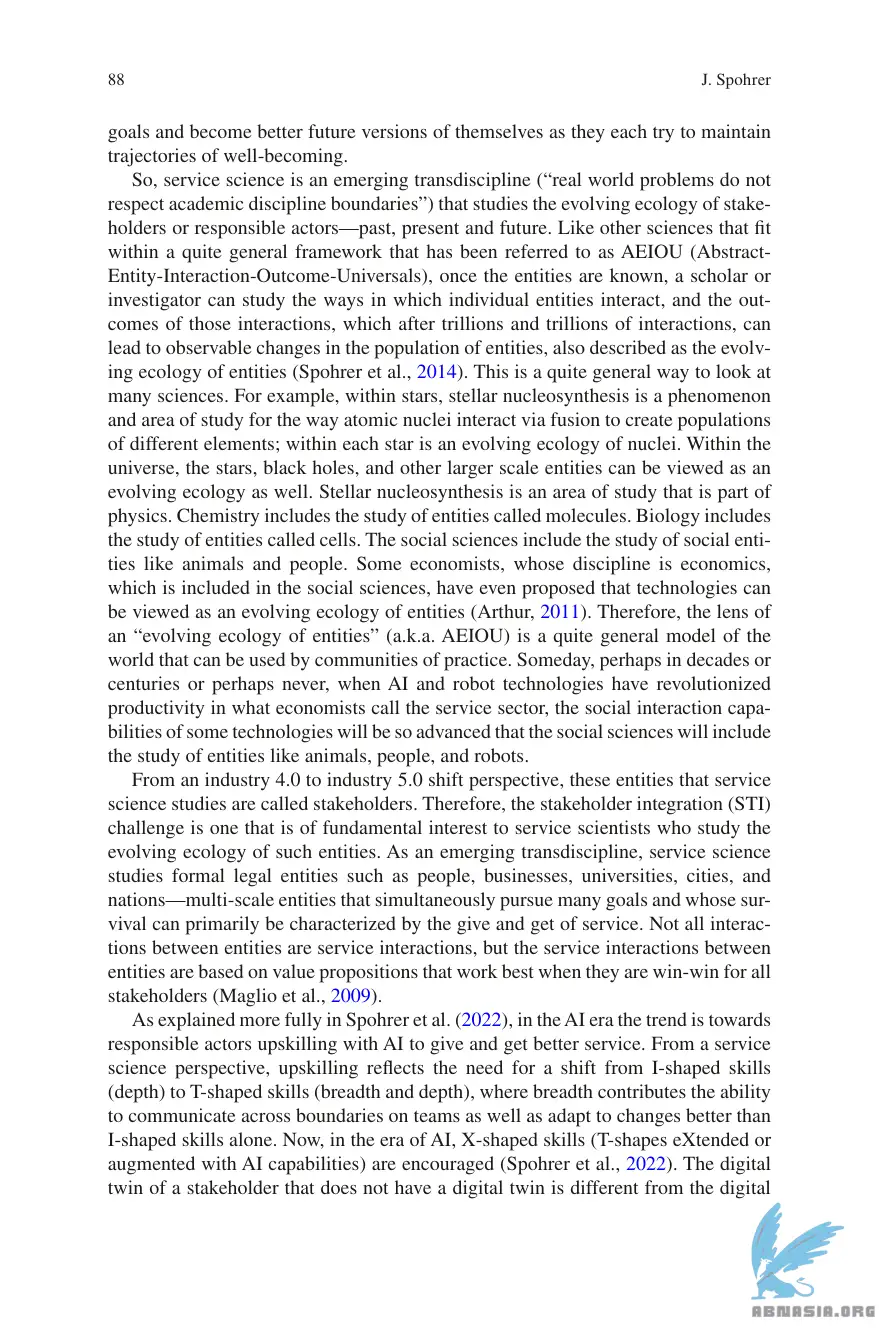 88
J. Spohrer
goals and become better future versions of themselves as they each try to maintain
trajectories of well-becoming.
So, service science is an emerging transdiscipline (“real world problems do not
respect academic discipline boundaries”) that studies the evolving ecology of stake-
holders or responsible actors—past, present and future. Like other sciences that fit
within a quite general framework that has been referred to as AEIOU (Abstract-
Entity-Interaction-Outcome-Universals), once the entities are known, a scholar or
investigator can study the ways in which individual entities interact, and the out-
comes of those interactions, which after trillions and trillions of interactions, can
lead to observable changes in the population of entities, also described as the evolv-
ing ecology of entities (Spohrer et al., 2014). This is a quite general way to look at
many sciences. For example, within stars, stellar nucleosynthesis is a phenomenon
and area of study for the way atomic nuclei interact via fusion to create populations
of different elements; within each star is an evolving ecology of nuclei. Within the
universe, the stars, black holes, and other larger scale entities can be viewed as an
evolving ecology as well. Stellar nucleosynthesis is an area of study that is part of
physics. Chemistry includes the study of entities called molecules. Biology includes
the study of entities called cells. The social sciences include the study of social enti-
ties like animals and people. Some economists, whose discipline is economics,
which is included in the social sciences, have even proposed that technologies can
be viewed as an evolving ecology of entities (Arthur, 2011). Therefore, the lens of
an “evolving ecology of entities” (a.k.a. AEIOU) is a quite general model of the
world that can be used by communities of practice. Someday, perhaps in decades or
centuries or perhaps never, when AI and robot technologies have revolutionized
productivity in what economists call the service sector, the social interaction capa-
bilities of some technologies will be so advanced that the social sciences will include
the study of entities like animals, people, and robots.
From an industry 4.0 to industry 5.0 shift perspective, these entities that service
science studies are called stakeholders. Therefore, the stakeholder integration (STI)
challenge is one that is of fundamental interest to service scientists who study the
evolving ecology of such entities. As an emerging transdiscipline, service science
studies formal legal entities such as people, businesses, universities, cities, and
nations—multi-scale entities that simultaneously pursue many goals and whose sur-
vival can primarily be characterized by the give and get of service. Not all interac-
tions between entities are service interactions, but the service interactions between
entities are based on value propositions that work best when they are win-win for all
stakeholders (Maglio et al., 2009).
As explained more fully in Spohrer et al. (2022), in the AI era the trend is towards
responsible actors upskilling with AI to give and get better service. From a service
science perspective, upskilling reflects the need for a shift from I-shaped skills
(depth) to T-shaped skills (breadth and depth), where breadth contributes the ability
to communicate across boundaries on teams as well as adapt to changes better than
I-shaped skills alone. Now, in the era of AI, X-shaped skills (T-shapes eXtended or
augmented with AI capabilities) are encouraged (Spohrer et al., 2022). The digital
twin of a stakeholder that does not have a digital twin is different from the digital
ABNASIA.ORG